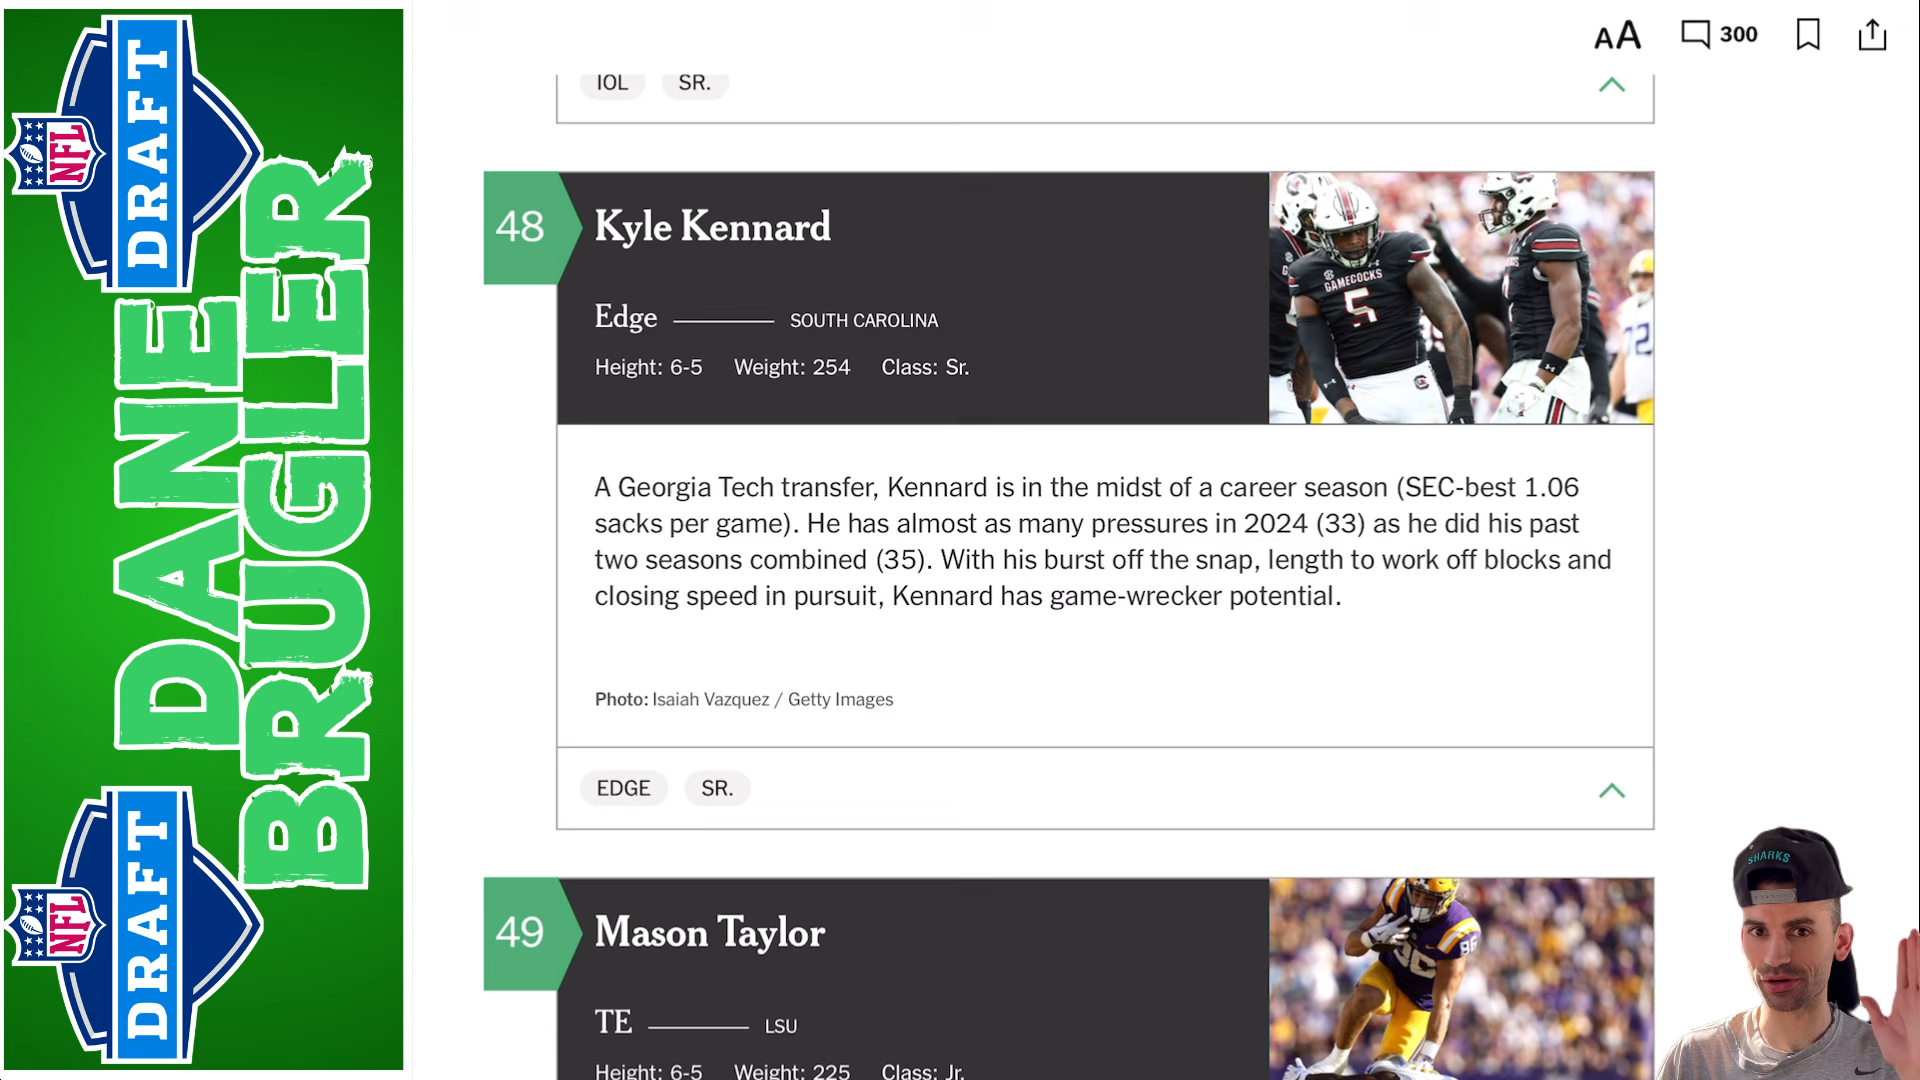 NFL
DRAFT
DANE
BRUGLER
NFL
DRAFT
AA
300
IOL SR.
48
Kyle Kennard
Edge SOUTH CAROLINA
Height: 6-5 Weight: 254 Class: Sr.
GAMECOCKS
5
72
A Georgia Tech transfer, Kennard is in the midst of a career season (SEC-best 1.06
sacks per game). He has almost as many pressures in 2024 (33) as he did his past
two seasons combined (35). With his burst off the snap, length to work off blocks and
closing speed in pursuit, Kennard has game-wrecker potential.
Photo: Isaiah Vazquez / Getty Images
EDGE SR.
49
Mason Taylor
TE LSU
Height: 6-5 Weight: 225 Class: Jr.
86
SHARKS